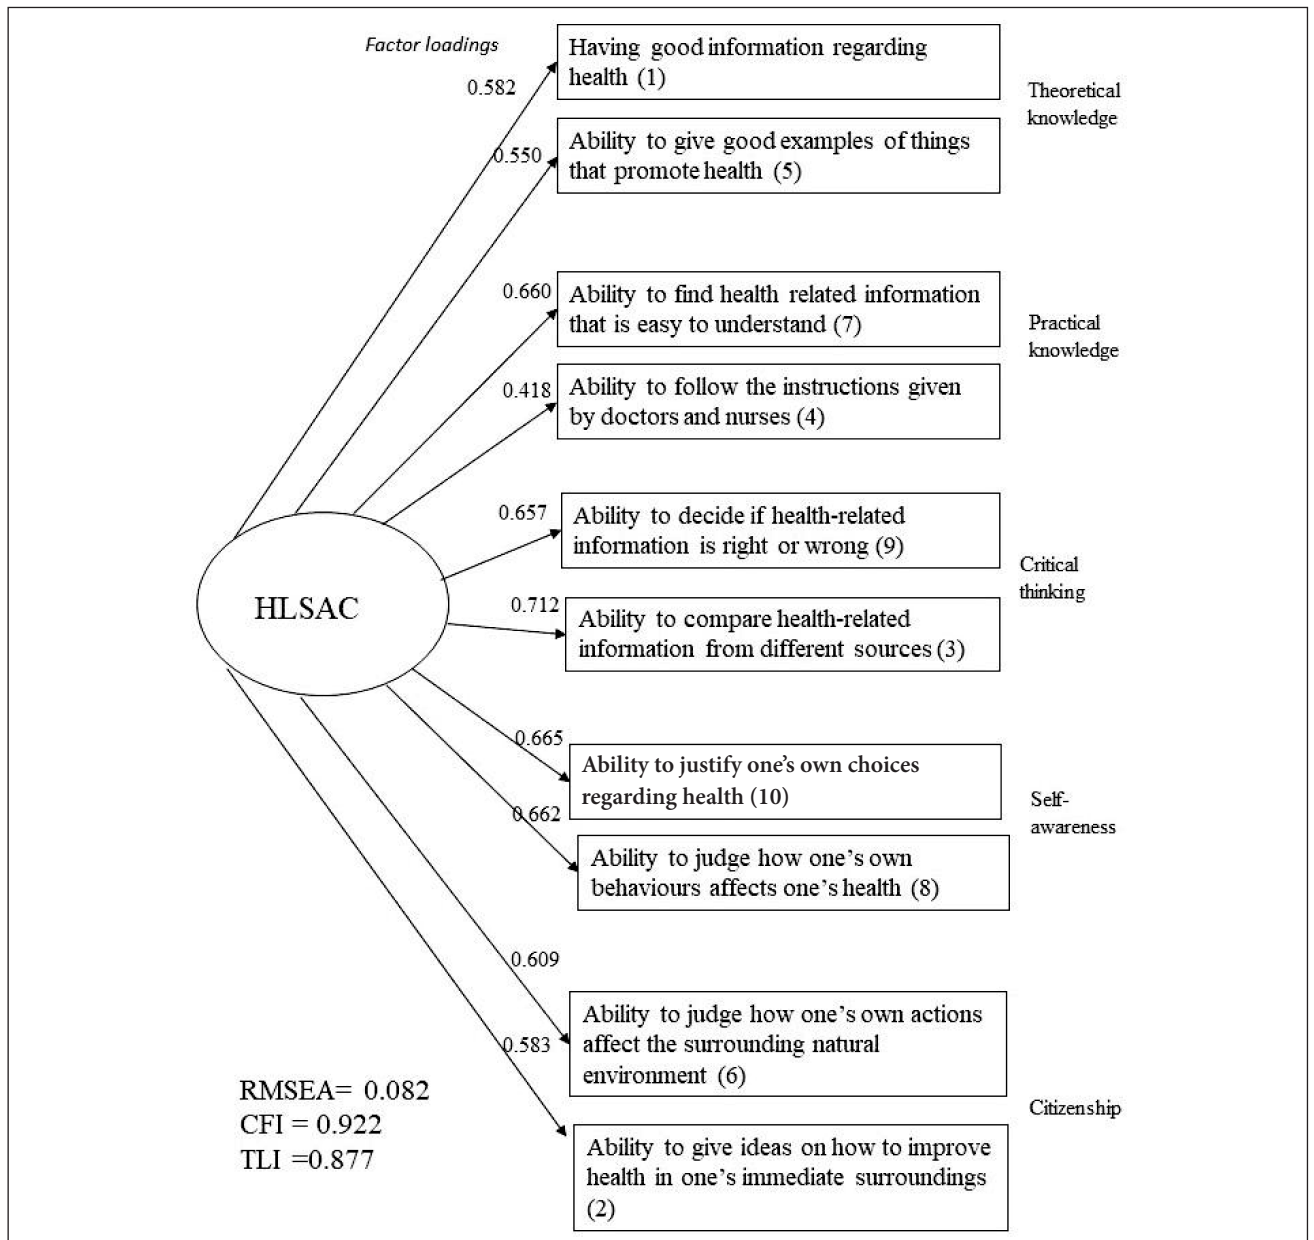 Factor loadings
0.582
Having good information regarding
health (1)
Theoretical
knowledge
0.550
Ability to give good examples of things
that promote health (5)
0.660
Ability to find health related information
that is easy to understand (7)
Practical
knowledge
0.418
Ability to follow the instructions given
by doctors and nurses (4)
0.657
Ability to decide if health-related
information is right or wrong (9)
Critical
thinking
HLSAC
0.712
Ability to compare health-related
information from different sources (3)
0.665
Ability to justify one's own choices
regarding health (10)
Self-
awareness
0.662
Ability to judge how one's own
behaviours affects one's health (8)
0.609
Ability to judge how one's own actions
affect the surrounding natural
environment (6)
Citizenship
0.583
Ability to give ideas on how to improve
health in one's immediate surroundings
(2)
RMSEA= 0.082
CFI = 0.922
TLI =0.877